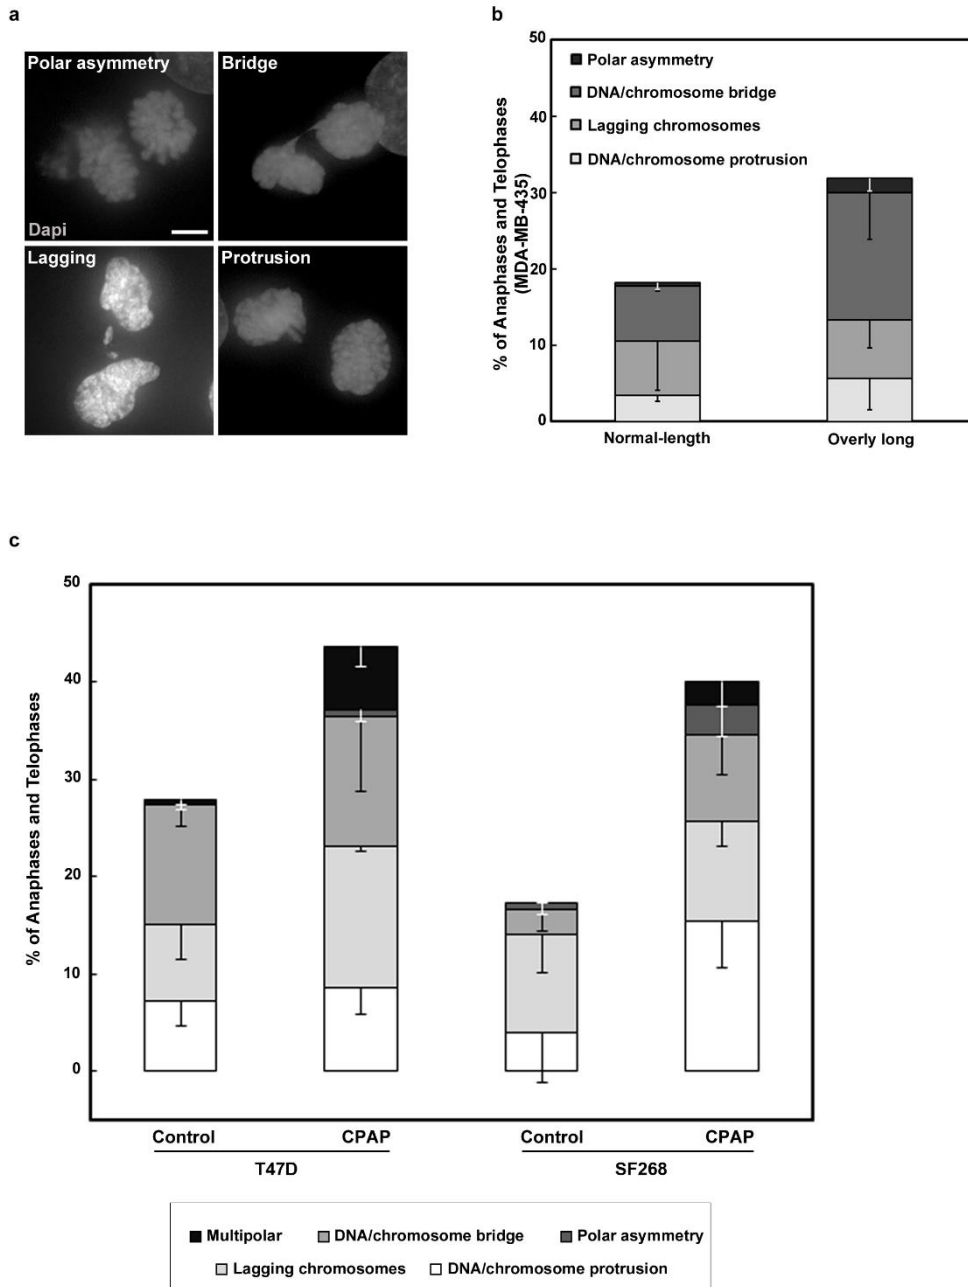 a
Polar asymmetry
Bridge
Dapi
Lagging
Protrusion
b
50
40
30
20
10
0
% of Anaphases and Telophases
(MDA-MB-435)
Polar asymmetry
DNA/chromosome bridge
Lagging chromosomes
DNA/chromosome protrusion
Normal-length
Overly long
c
50
40
30
20
10
0
% of Anaphases and Telophases
Control
CPAP
Control
CPAP
T47D
SF268
Multipolar
DNA/chromosome bridge
Polar asymmetry
Lagging chromosomes
DNA/chromosome protrusion